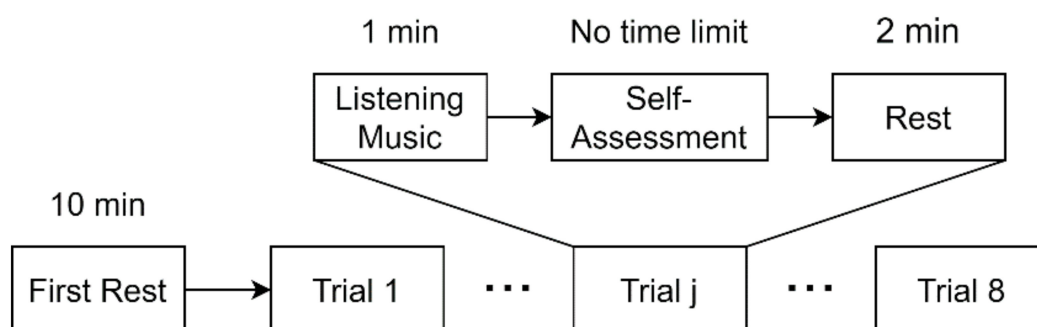 1 min
No time limit
2 min
Listening
Music
Self-
Assessment
Rest
10 min
First Rest
Trial 1
...
Trial j
...
Trial 8